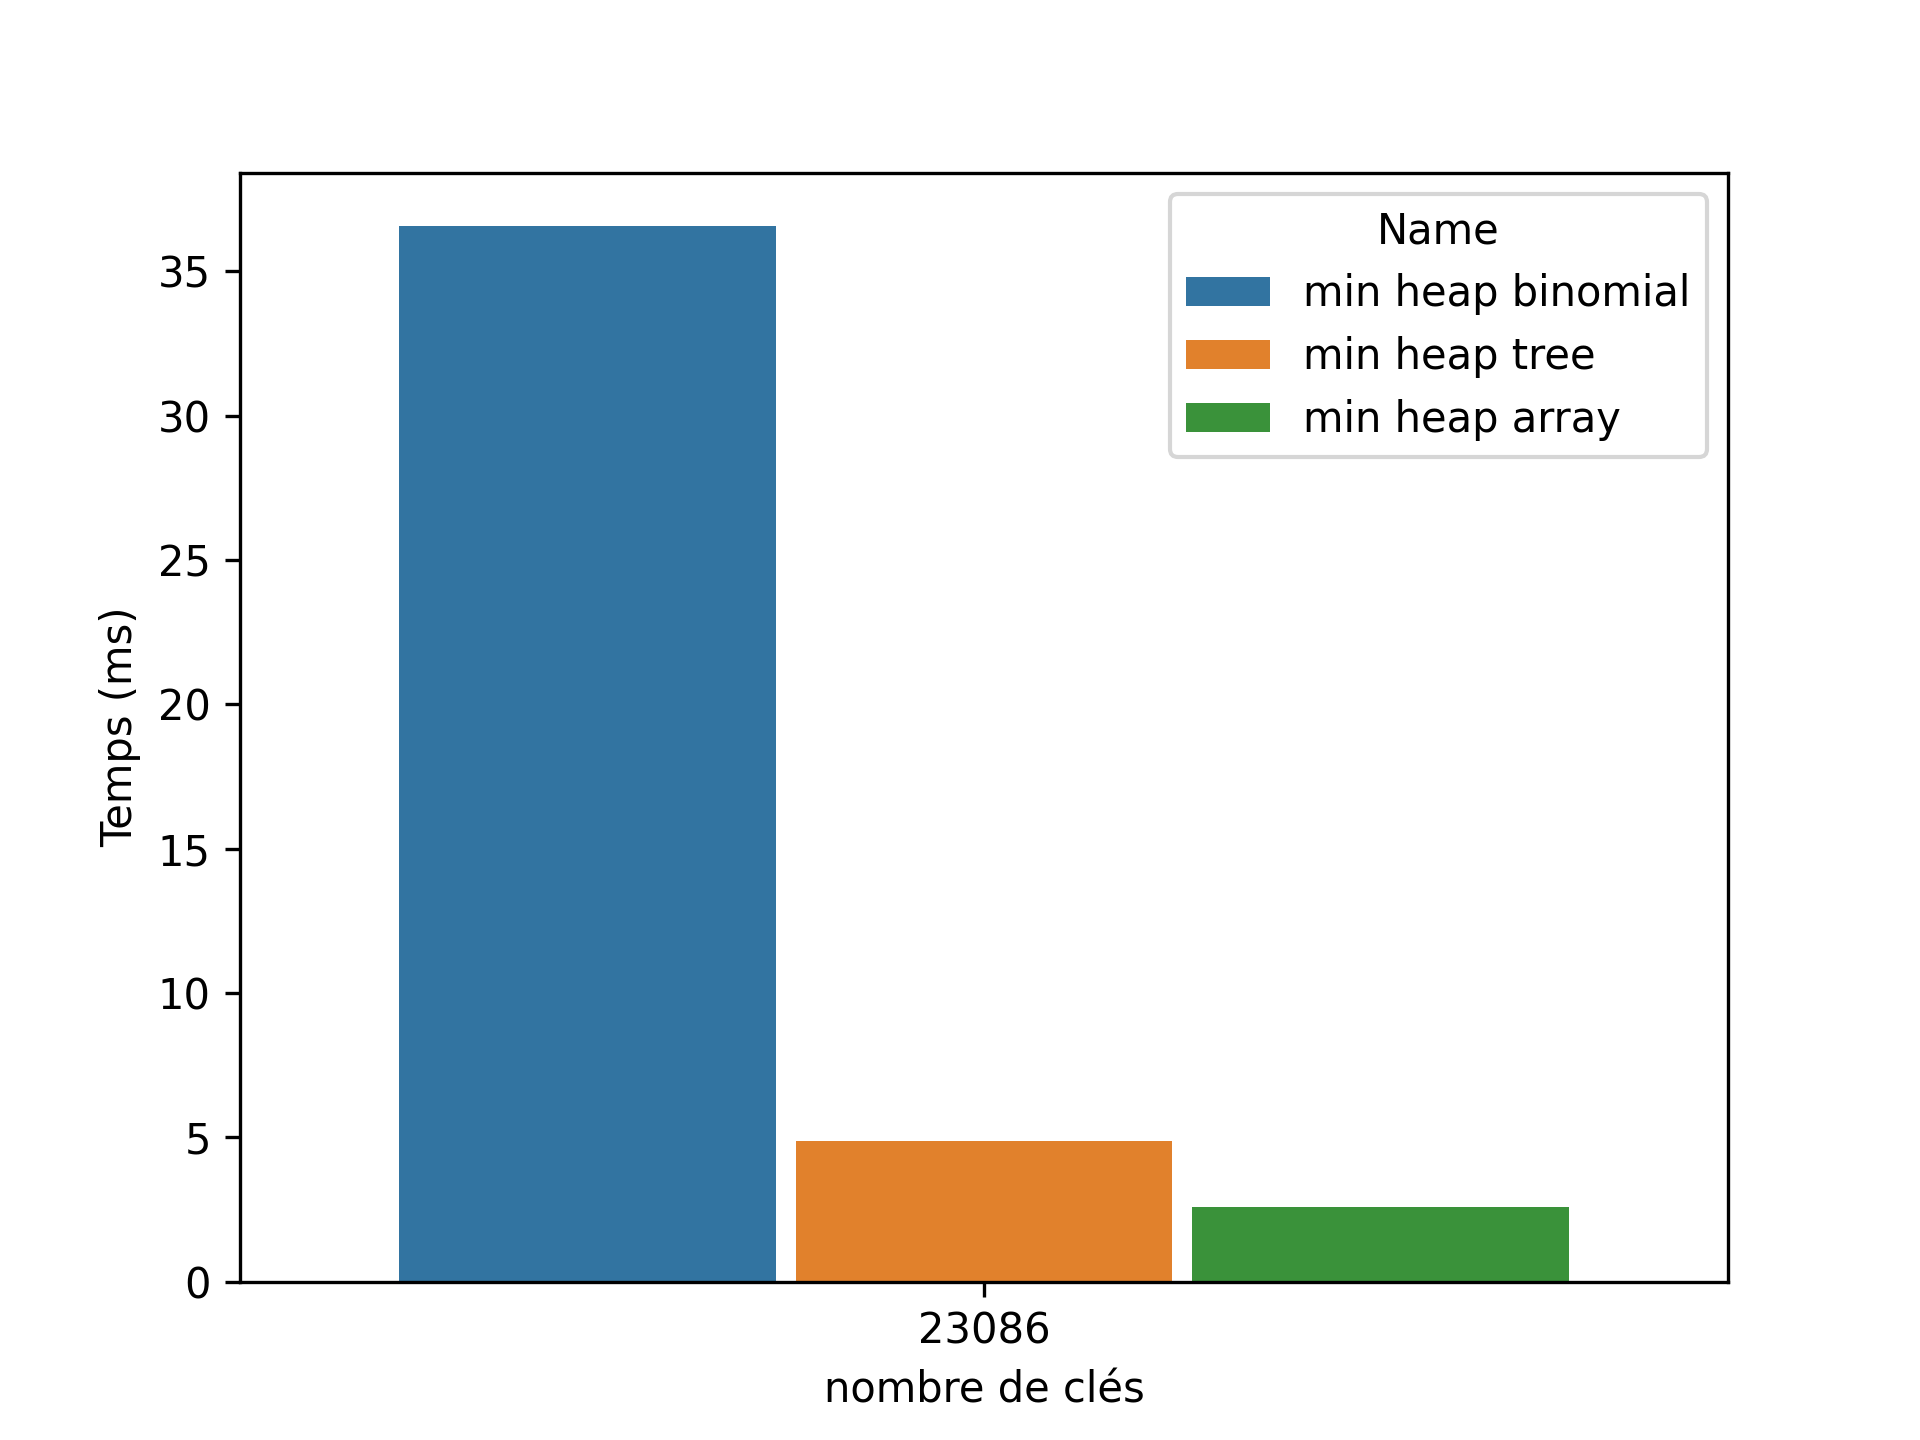 Name
min heap binomial
min heap tree
min heap array
35
30
25
20
15
10
5
0
Temps (ms)
23086
nombre de clés